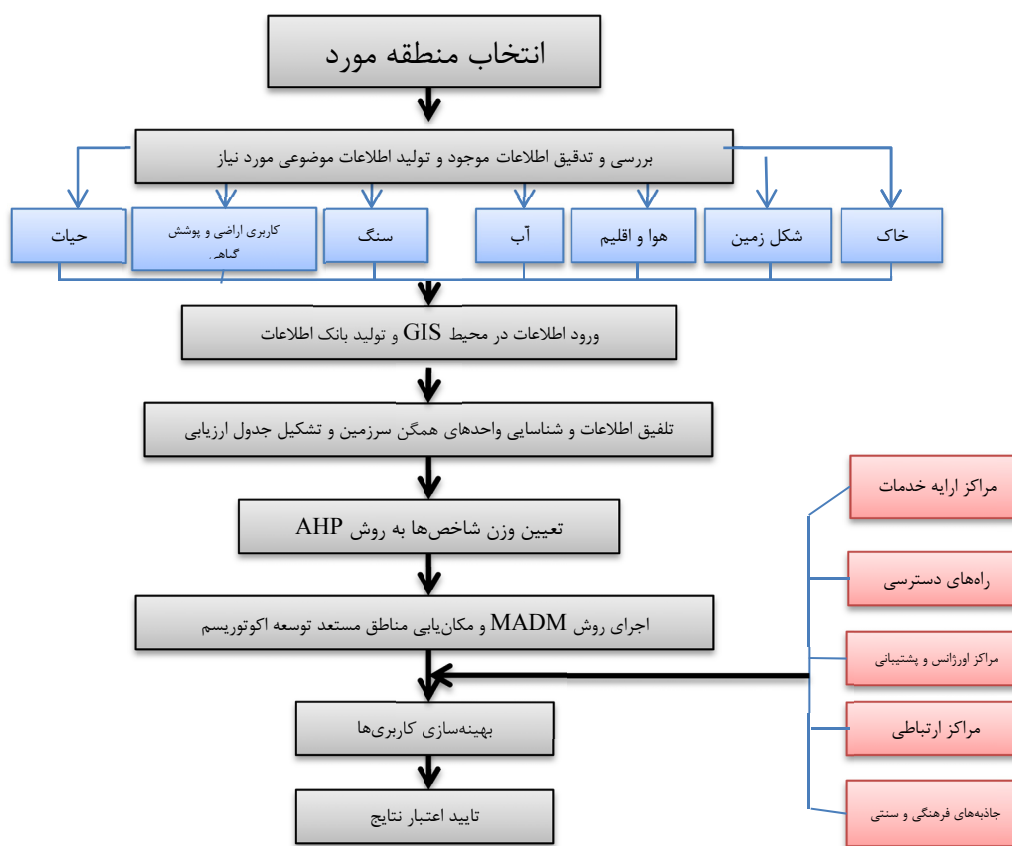 انتخاب منطقه مورد
بررسی و تدقیق اطلاعات موجود و تولید اطلاعات موضوعی مورد نیاز
خاک
شکل زمین
هوا و اقلیم
آب
سنگ
کاربری اراضی و پوشش
گیاهی
حیات
ورود اطلاعات در محیط GIS و تولید بانک اطلاعات
تلفیق اطلاعات و شناسایی واحدهای همگن سرزمین و تشکیل جدول ارزیابی
تعیین وزن شاخص‌ها به روش AHP
اجرای روش MADM و مکان‌یابی مناطق مستعد توسعه اکوتوریسم
بهینه‌سازی کاربری‌ها
تایید اعتبار نتایج
مراکز ارایه خدمات
راه‌های دسترسی
مراکز اورژانس و پشتیبانی
مراکز ارتباطی
جاذبه‌های فرهنگی و سنتی